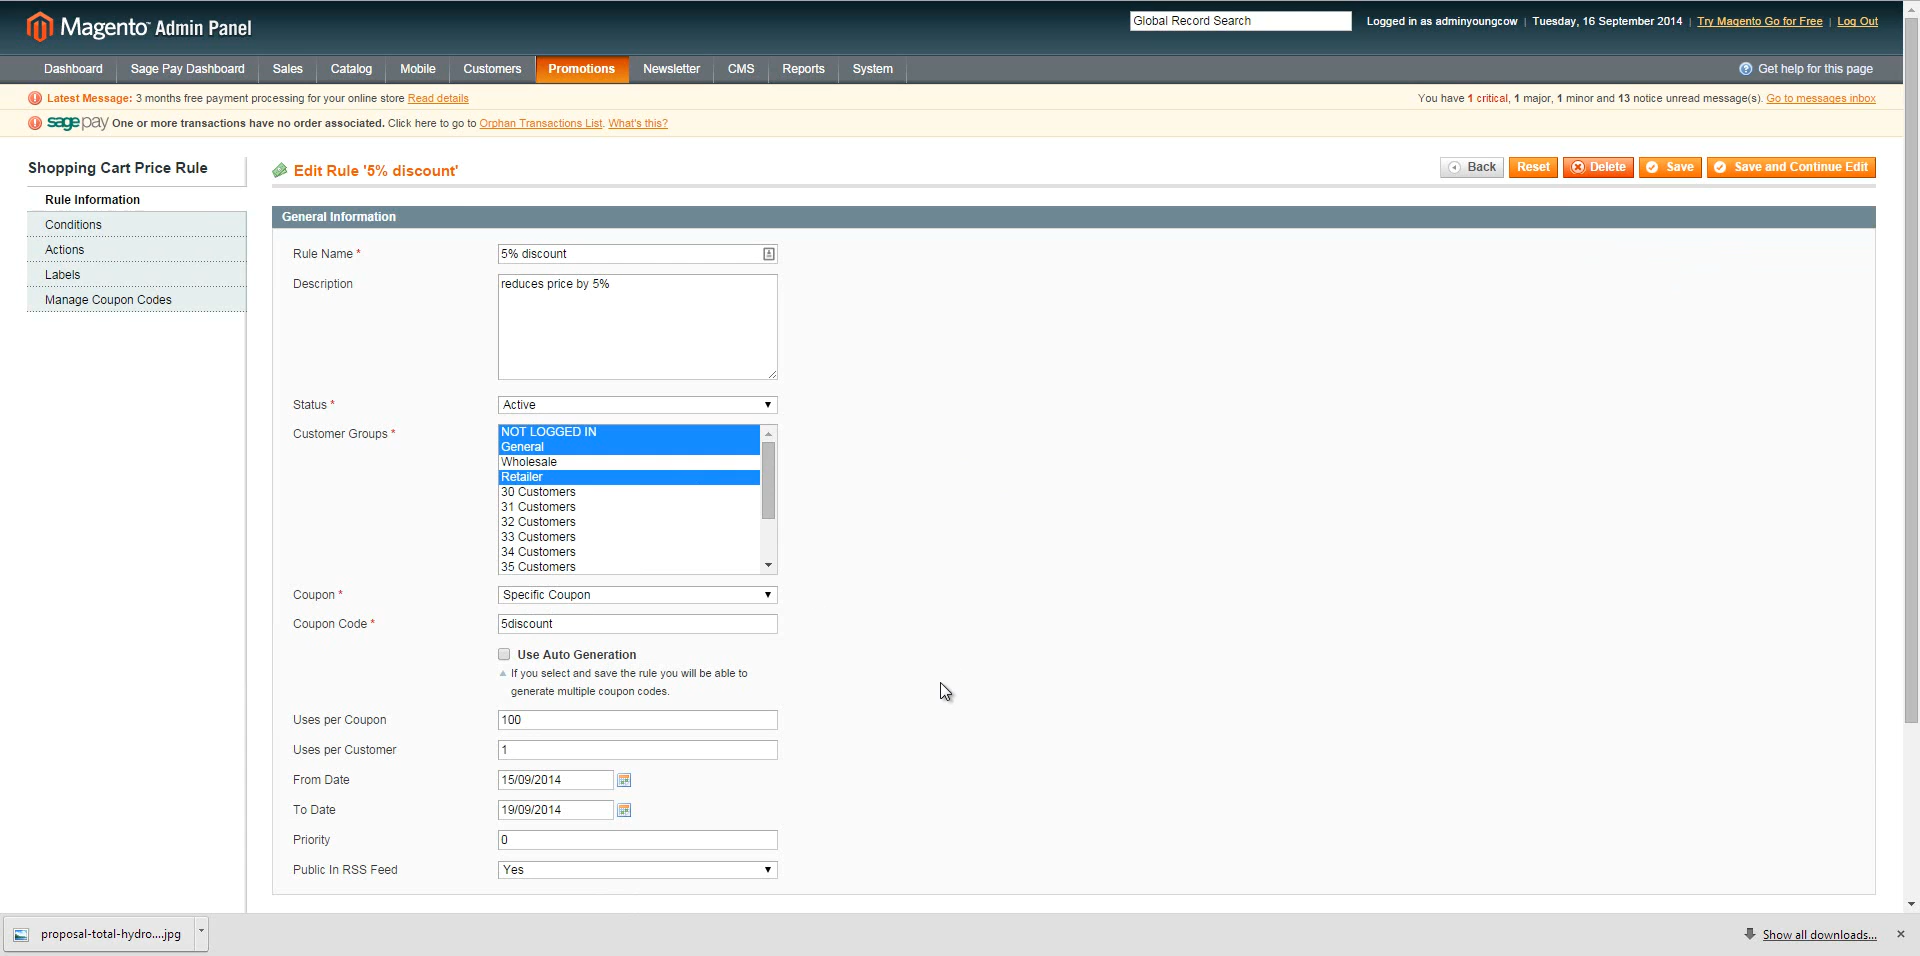 Magento Admin Panel
Global Record Search
Logged in as adminyoungcow | Tuesday, 16 September 2014 | Try Magento Go for Free | Log Out
Dashboard Sage Pay Dashboard Sales Catalog Mobile Customers Promotions Newsletter CMS Reports System
Get help for this page
Latest Message: 3 months free payment processing for your online store Read details
You have 1 critical, 1 major, 1 minor and 13 notice unread message(s). Go to messages inbox
sage pay One or more transactions have no order associated. Click here to go to Orphan Transactions List. What's this?
Shopping Cart Price Rule
Rule Information
Conditions
Actions
Labels
Manage Coupon Codes
Edit Rule '5% discount'
Back Reset Delete Save Save and Continue Edit
General Information
Rule Name * 5% discount
Description reduces price by 5%
Status * Active
Customer Groups * NOT LOGGED IN
General
Wholesale
Retailer
30 Customers
31 Customers
32 Customers
33 Customers
34 Customers
35 Customers
Coupon * Specific Coupon
Coupon Code * 5discount
Use Auto Generation
If you select and save the rule you will be able to
generate multiple coupon codes.
Uses per Coupon 100
Uses per Customer 1
From Date 15/09/2014
To Date 19/09/2014
Priority 0
Public In RSS Feed Yes
proposal-total-hydro....jpg
Show all downloads...